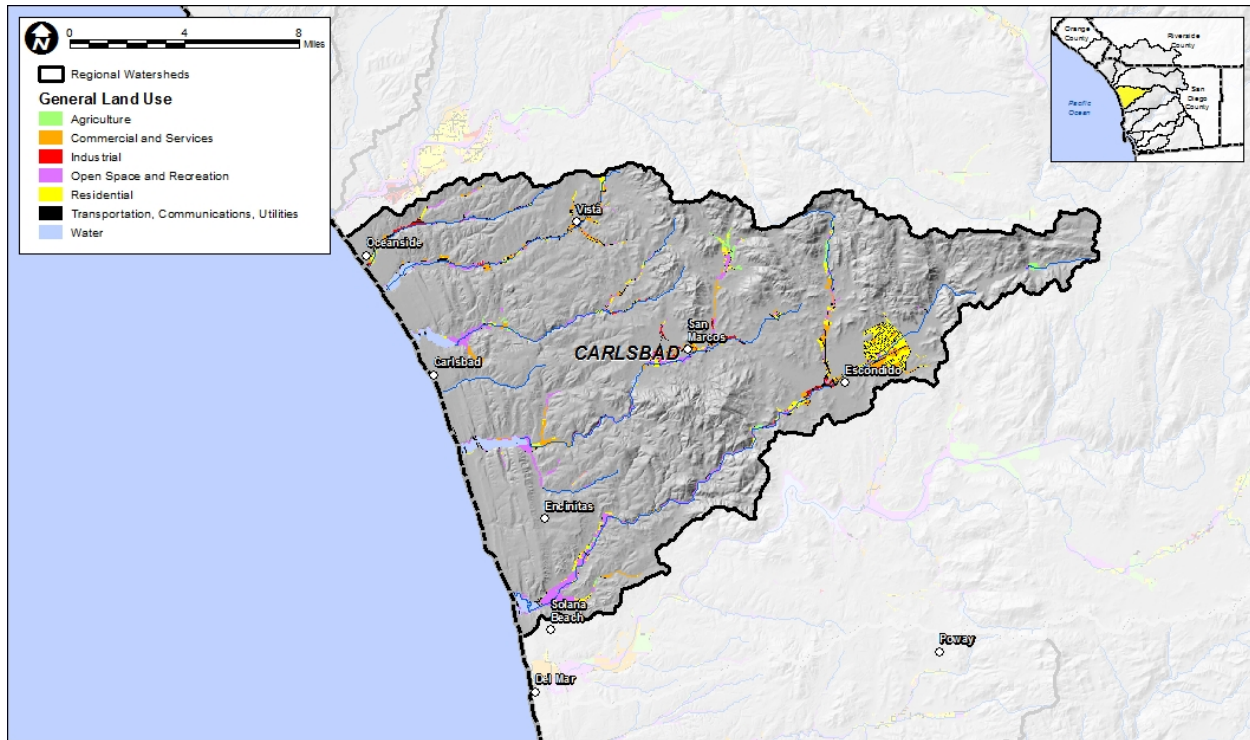 N
0 4 8
Miles
Regional Watersheds
General Land Use
Agriculture
Commercial and Services
Industrial
Open Space and Recreation
Residential
Transportation, Communications, Utilities
Water
Orange
County
Riverside
County
San
Diego
County
Pacific
Ocean
Vista
Oceanside
San
Marcos
CARLSBAD
Carlsbad
Escondido
Encinitas
Solana
Beach
Poway
Del Mar